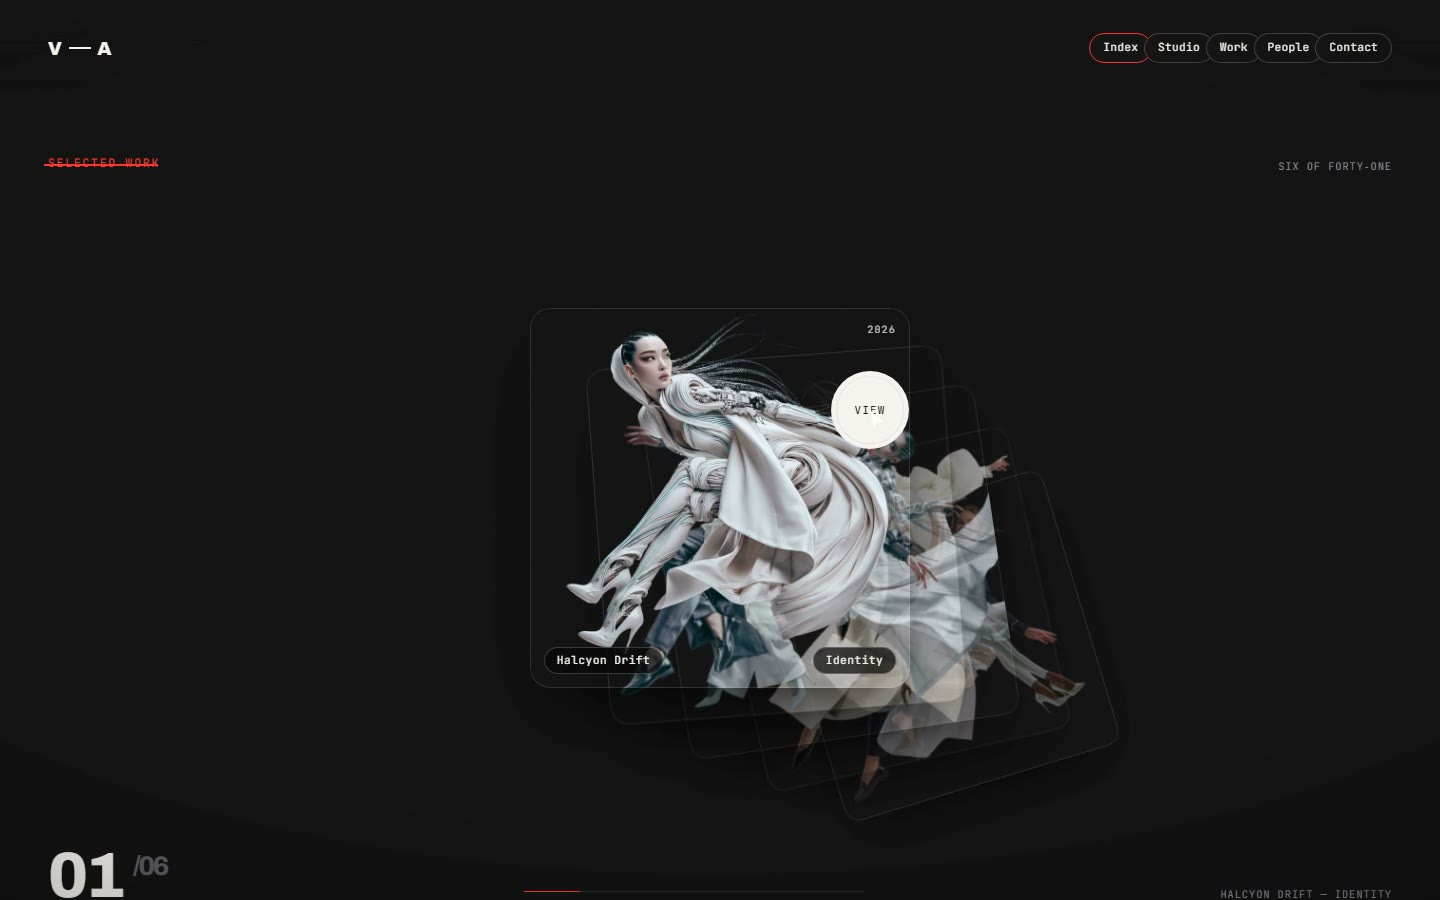 V — A
Index Studio Work People Contact
SELECTED WORK
SIX OF FORTY-ONE
2026
VIEW
Halcyon Drift
Identity
01 /06
HALCYON DRIFT — IDENTITY